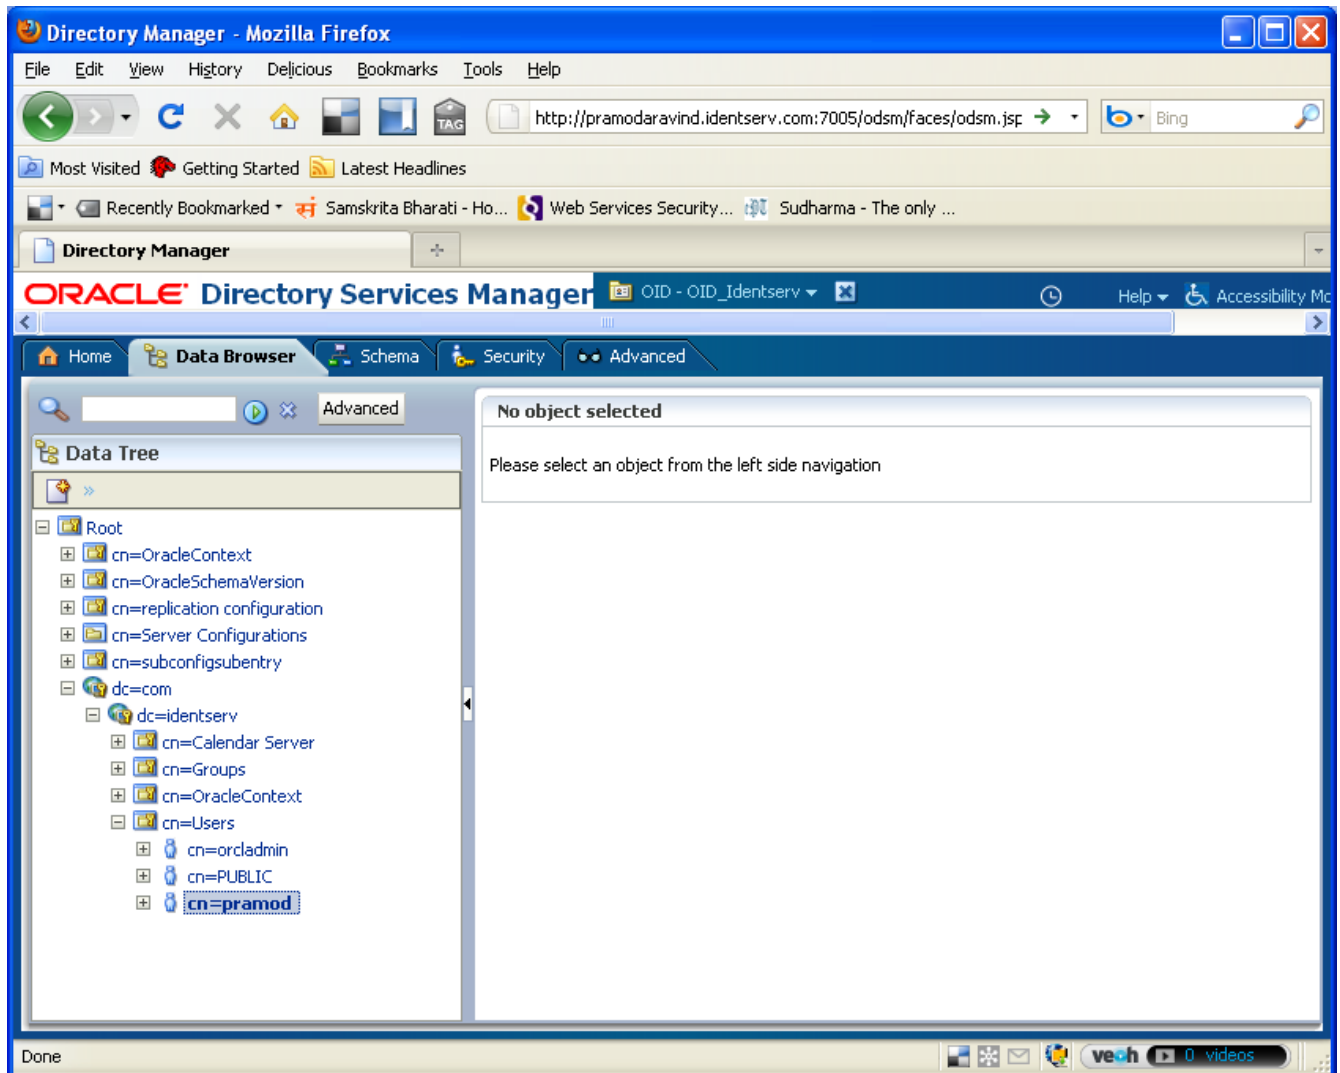 Directory Manager - Mozilla Firefox
File Edit View History Delicious Bookmarks Tools Help
TAG http://pramodaravind.identserv.com:7005/odsm/faces/odsm.jsp Bing
Most Visited Getting Started Latest Headlines
Recently Bookmarked सं Samskrita Bharati - Ho... Web Services Security... Sudharma - The only ...
Directory Manager
ORACLE Directory Services Manager OID - OID_Identserv Help Accessibility Mo
Home Data Browser Schema Security Advanced
Advanced
No object selected
Data Tree
Please select an object from the left side navigation
»
Root
cn=OracleContext
cn=OracleSchemaVersion
cn=replication configuration
cn=Server Configurations
cn=subconfigsubentry
dc=com
dc=identserv
cn=Calendar Server
cn=Groups
cn=OracleContext
cn=Users
cn=orcladmin
cn=PUBLIC
cn=pramod
Done veoh 0 videos